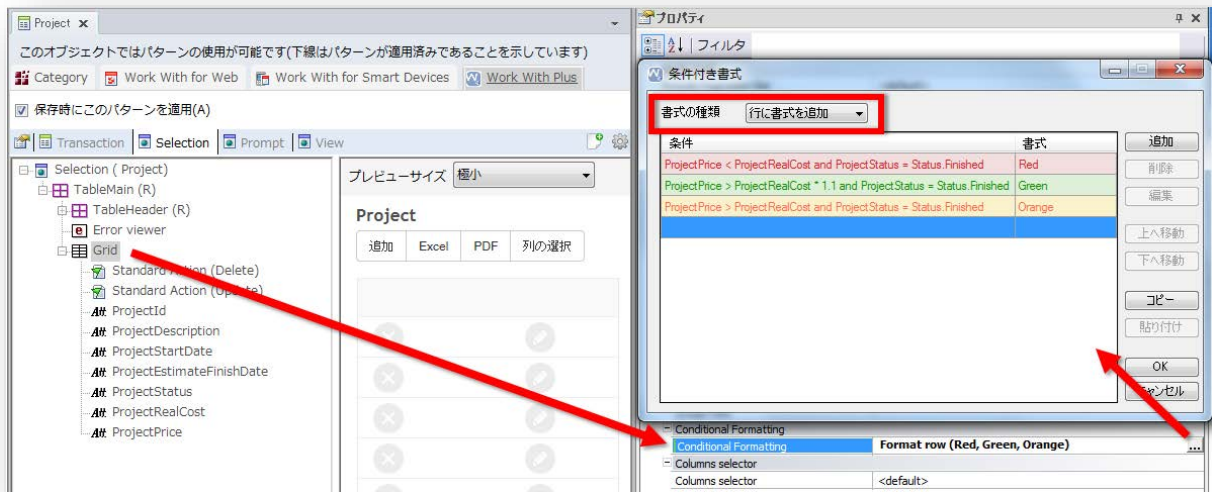 Project
このオブジェクトではパターンの使用が可能です(下線はパターンが適用済みであることを示しています)
Category Work With for Web Work With for Smart Devices Work With Plus
保存時にこのパターンを適用(A)
Transaction Selection Prompt View
Selection ( Project)
TableMain (R)
TableHeader (R)
Error viewer
Grid
Standard Action (Delete)
Standard Action (Update)
Att ProjectId
Att ProjectDescription
Att ProjectStartDate
Att ProjectEstimateFinishDate
Att ProjectStatus
Att ProjectRealCost
Att ProjectPrice
プレビューサイズ 極小
Project
追加 Excel PDF 列の選択
プロパティ
フィルタ
条件付き書式
書式の種類 行に書式を追加
条件 書式
ProjectPrice < ProjectRealCost and ProjectStatus = Status.Finished Red
ProjectPrice > ProjectRealCost * 1.1 and ProjectStatus = Status.Finished Green
ProjectPrice > ProjectRealCost and ProjectStatus = Status.Finished Orange
追加
削除
編集
上へ移動
下へ移動
コピー
貼り付け
OK
キャンセル
Conditional Formatting
Conditional Formatting Format row (Red, Green, Orange) ...
Columns selector
Columns selector <default>